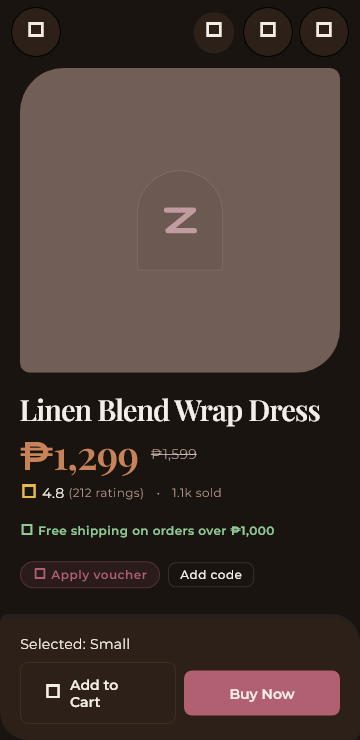 Z
Linen Blend Wrap Dress
₱1,299 ₱1,599
4.8 (212 ratings) • 1.1k sold
Free shipping on orders over ₱1,000
Apply voucher Add code
Selected: Small
Add to
Cart
Buy Now